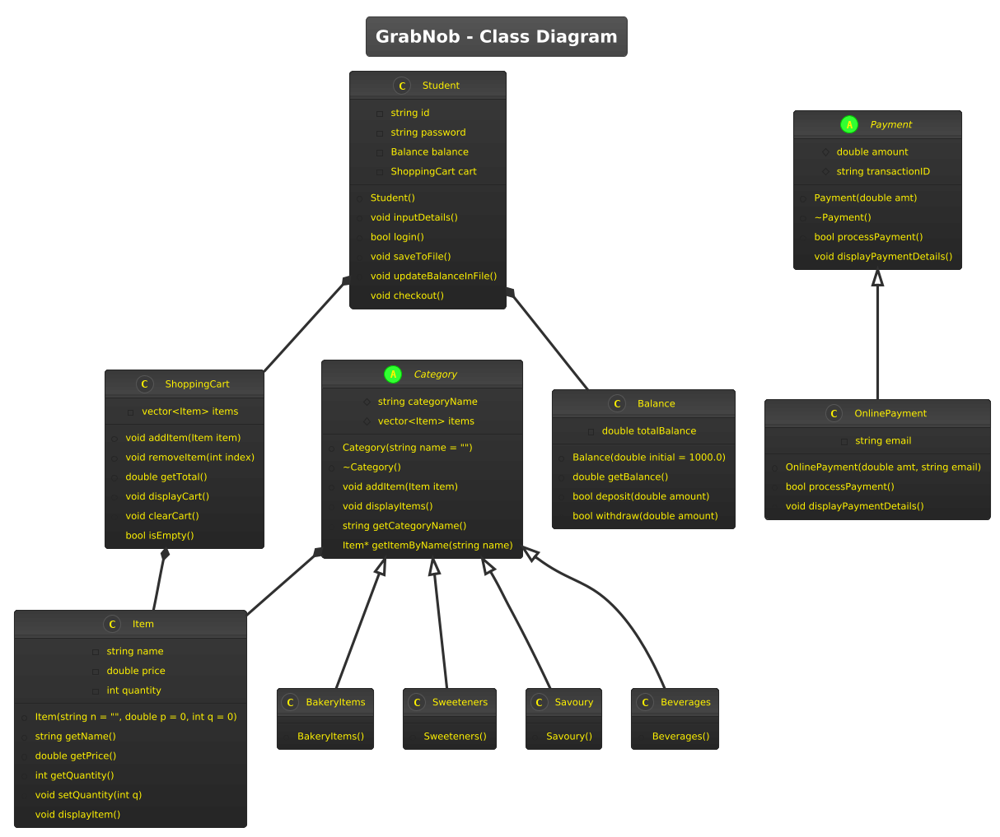 GrabNob - Class Diagram
C Student
string id
string password
Balance balance
ShoppingCart cart
Student()
void inputDetails()
bool login()
void saveToFile()
void updateBalanceInFile()
void checkout()
A Payment
double amount
string transactionID
Payment(double amt)
~Payment()
bool processPayment()
void displayPaymentDetails()
C ShoppingCart
vector<Item> items
void addItem(Item item)
void removeItem(int index)
double getTotal()
void displayCart()
void clearCart()
bool isEmpty()
A Category
string categoryName
vector<Item> items
Category(string name = "")
~Category()
void addItem(Item item)
void displayItems()
string getCategoryName()
Item* getItemByName(string name)
C Balance
double totalBalance
Balance(double initial = 1000.0)
double getBalance()
bool deposit(double amount)
bool withdraw(double amount)
C OnlinePayment
string email
OnlinePayment(double amt, string email)
bool processPayment()
void displayPaymentDetails()
C Item
string name
double price
int quantity
Item(string n = "", double p = 0, int q = 0)
string getName()
double getPrice()
int getQuantity()
void setQuantity(int q)
void displayItem()
C BakeryItems
BakeryItems()
C Sweeteners
Sweeteners()
C Savoury
Savoury()
C Beverages
Beverages()